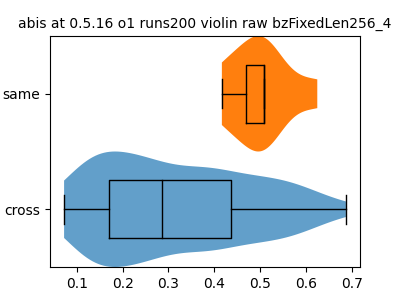 abis at 0.5.16 o1 runs200 violin raw bzFixedLen256_4
same
cross
0.1 0.2 0.3 0.4 0.5 0.6 0.7